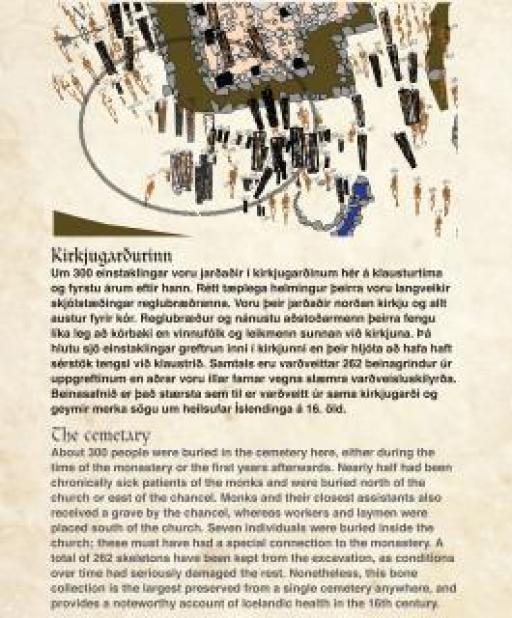 Kirkjugarðurinn
Um 300 einstaklingar voru jarðaðir í kirkjugarðinum hér á klausturtíma
og fyrstu árum eftir hann. Rétt tæplega helmingur þeirra voru langveikir
skjólstæðingar reglubræðranna. Voru þeir jarðaðir norðan kirkju og allt
austur fyrir kór. Reglubræður og nánustu aðstoðarmenn þeirra fengu
líka leg að kórbaki en vinnufólk og leikmenn sunnan við kirkjuna. Þá
hlutu sjö einstaklingar greftrun inni í kirkjunni en þeir hljóta að hafa haft
sérstök tengsl við klaustrið. Samtals eru varðveittar 262 beinagrindur úr
uppgreftinum en aðrar voru illar farnar vegna slæmra varðveisluskilyrða.
Beinasafnið er það stærsta sem til er varðveitt úr sama kirkjugarði og
geymir merka sögu um heilsufar Íslendinga á 16. öld.
The cemetary
About 300 people were buried in the cemetery here, either during the
time of the monastery or the first years afterwards. Nearly half had been
chronically sick patients of the monks and were buried north of the
church or east of the chancel. Monks and their closest assistants also
received a grave by the chancel, whereas workers and laymen were
placed south of the church. Seven individuals were buried inside the
church; these must have had a special connection to the monastery. A
total of 262 skeletons have been kept from the excavation, as conditions
over time had seriously damaged the rest. Nonetheless, this bone
collection is the largest preserved from a single cemetery anywhere, and
provides a noteworthy account of Icelandic health in the 16th century.